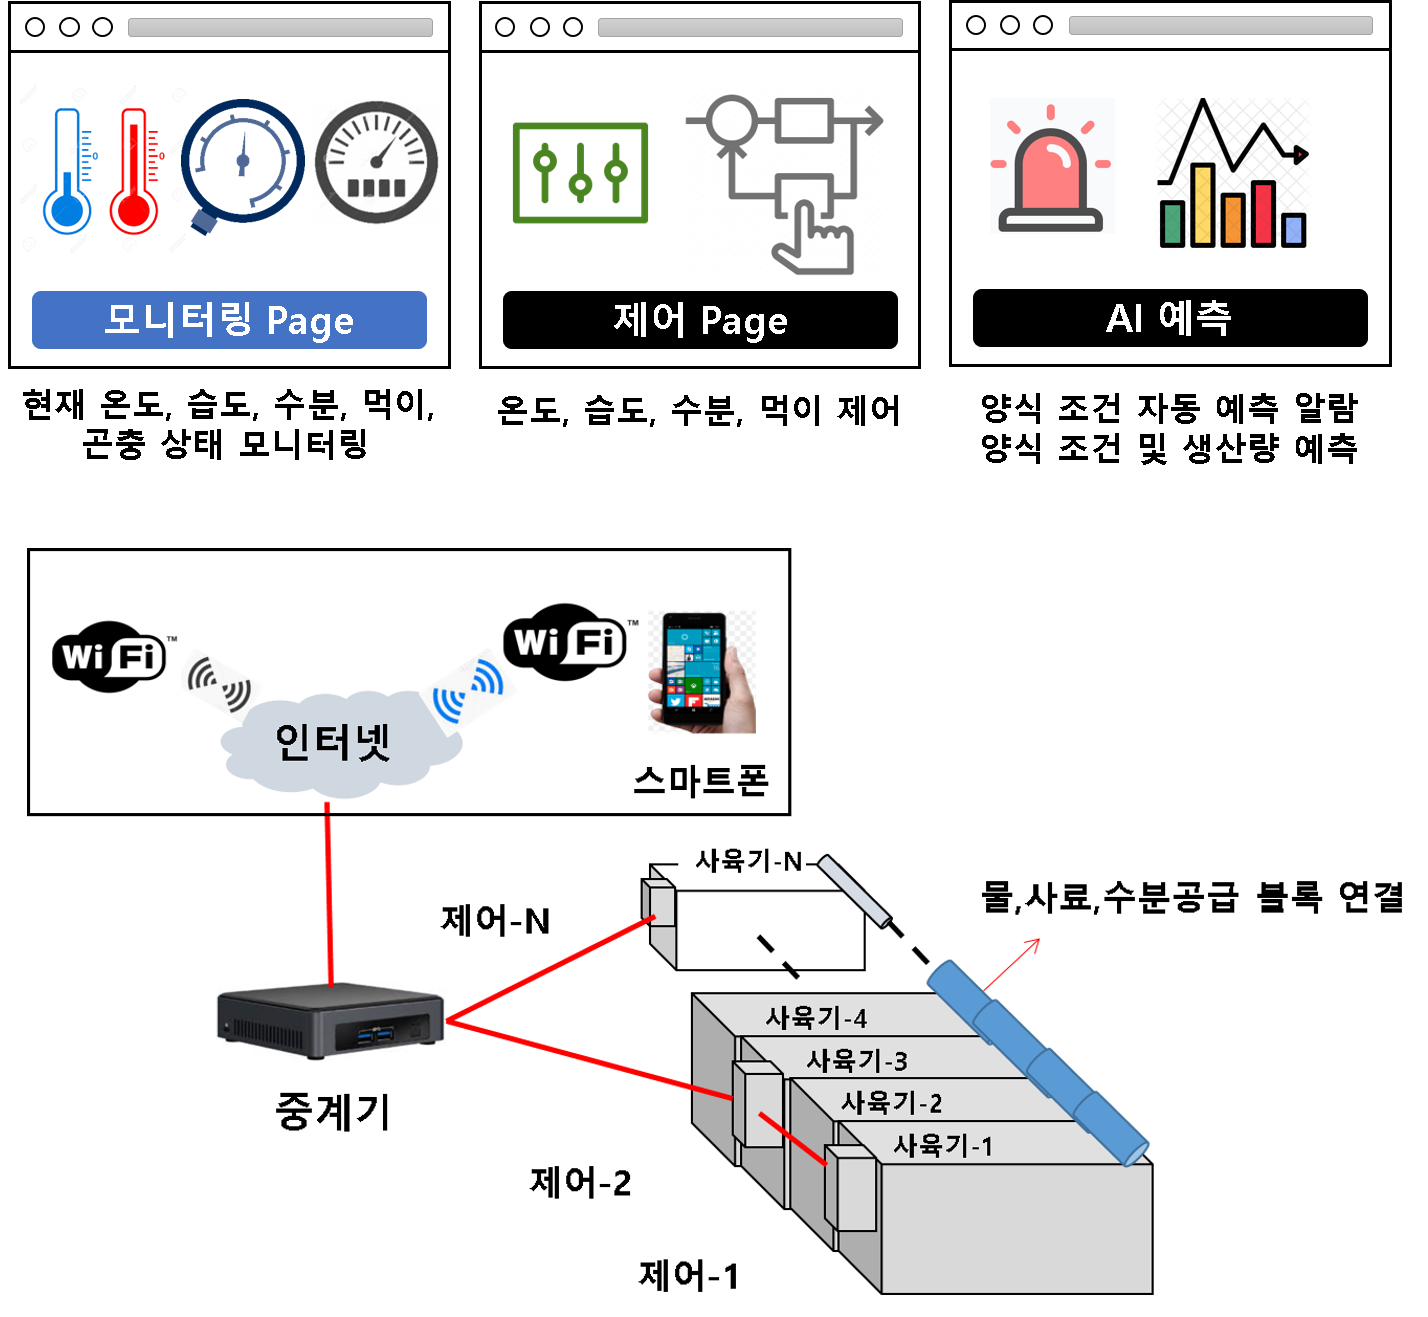 모니터링 Page
제어 Page
AI 예측
현재 온도, 습도, 수분, 먹이,
곤충 상태 모니터링
온도, 습도, 수분, 먹이 제어
양식 조건 자동 예측 알람
양식 조건 및 생산량 예측
Wi Fi TM
Wi Fi TM
인터넷
스마트폰
사육기-N
물,사료,수분공급 블록 연결
제어-N
사육기-4
사육기-3
사육기-2
사육기-1
중계기
제어-2
제어-1